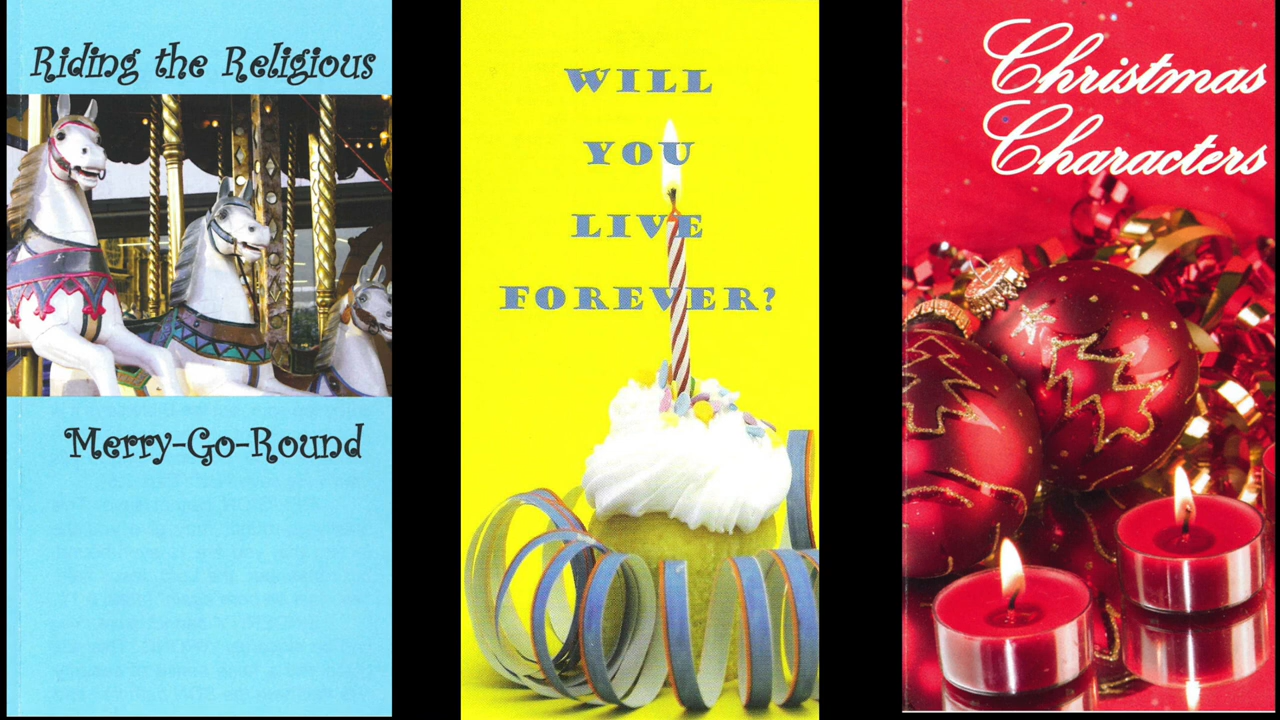 Riding the Religious
Merry-Go-Round
WILL
YOU
LIVE
FOREVER?
Christmas
Characters